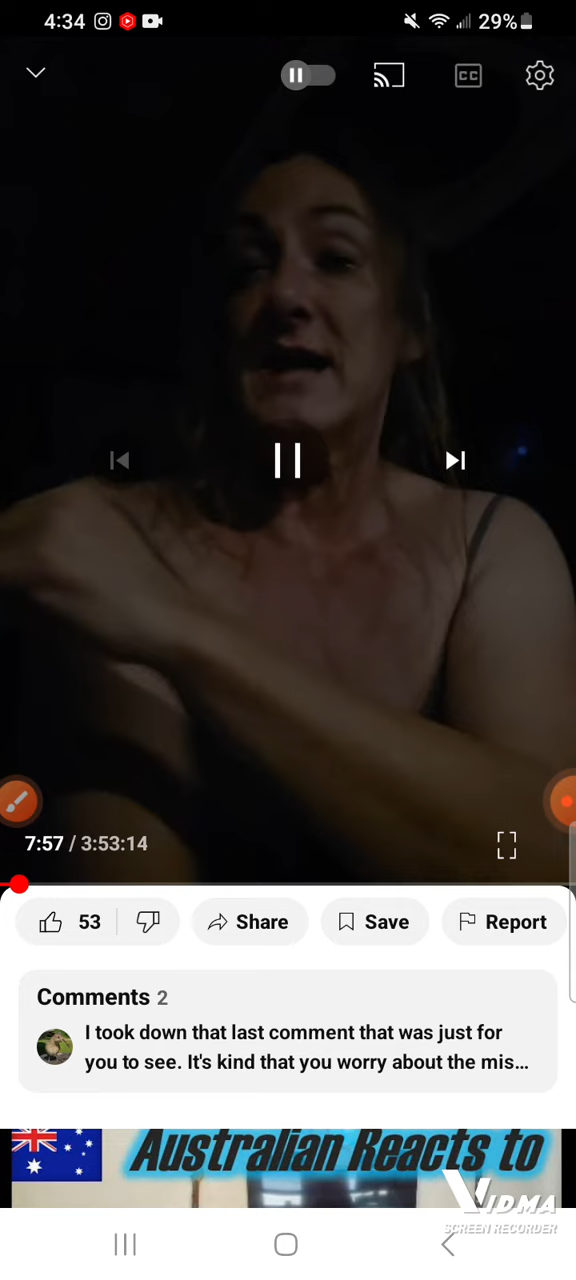 4:34
29%
CC
7:57 / 3:53:14
53
Share
Save
Report
Comments 2
I took down that last comment that was just for
you to see. It's kind that you worry about the mis...
Australian Reacts to
VIDMA
SCREEN RECORDER